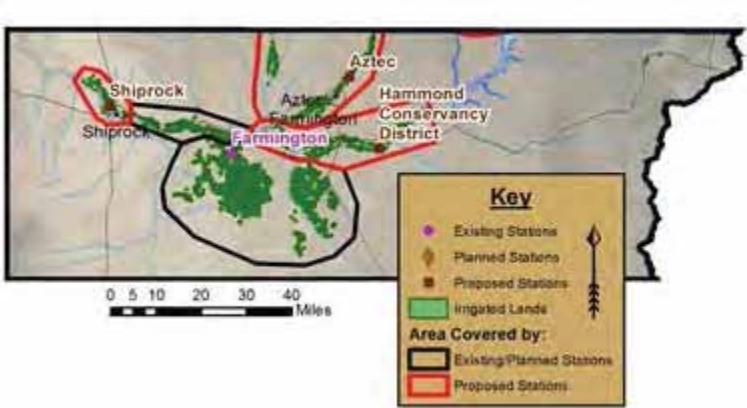 Aztec
Shiprock
Hammond
Conservancy
District
Aztec
Farmington
Shiprock
Farmington
Key
Existing Stations
Planned Stations
Proposed Stations
Irrigated Lands
Area Covered by:
Existing/Planned Stations
Proposed Stations
0 5 10 20 30 40
Miles